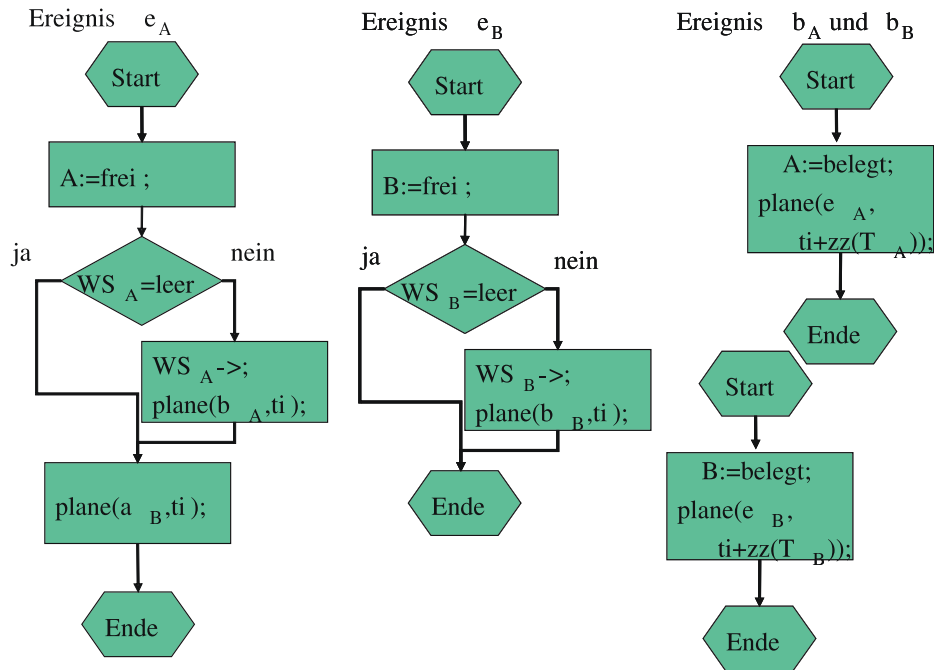 Ereignis e_A
Start
A:=frei ;
ja
nein
WS_A=leer
WS_A->;
plane(b_A,ti );
plane(a_B,ti );
Ende
Ereignis e_B
Start
B:=frei ;
ja
nein
WS_B=leer
WS_B->;
plane(b_B,ti );
Ende
Ereignis b_A und b_B
Start
A:=belegt;
plane(e_A,
ti+zz(T_A));
Ende
Start
B:=belegt;
plane(e_B,
ti+zz(T_B));
Ende